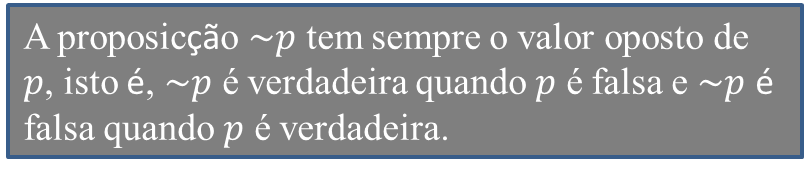 A proposicção ~p tem sempre o valor oposto de
p, isto é, ~p é verdadeira quando p é falsa e ~p é
falsa quando p é verdadeira.